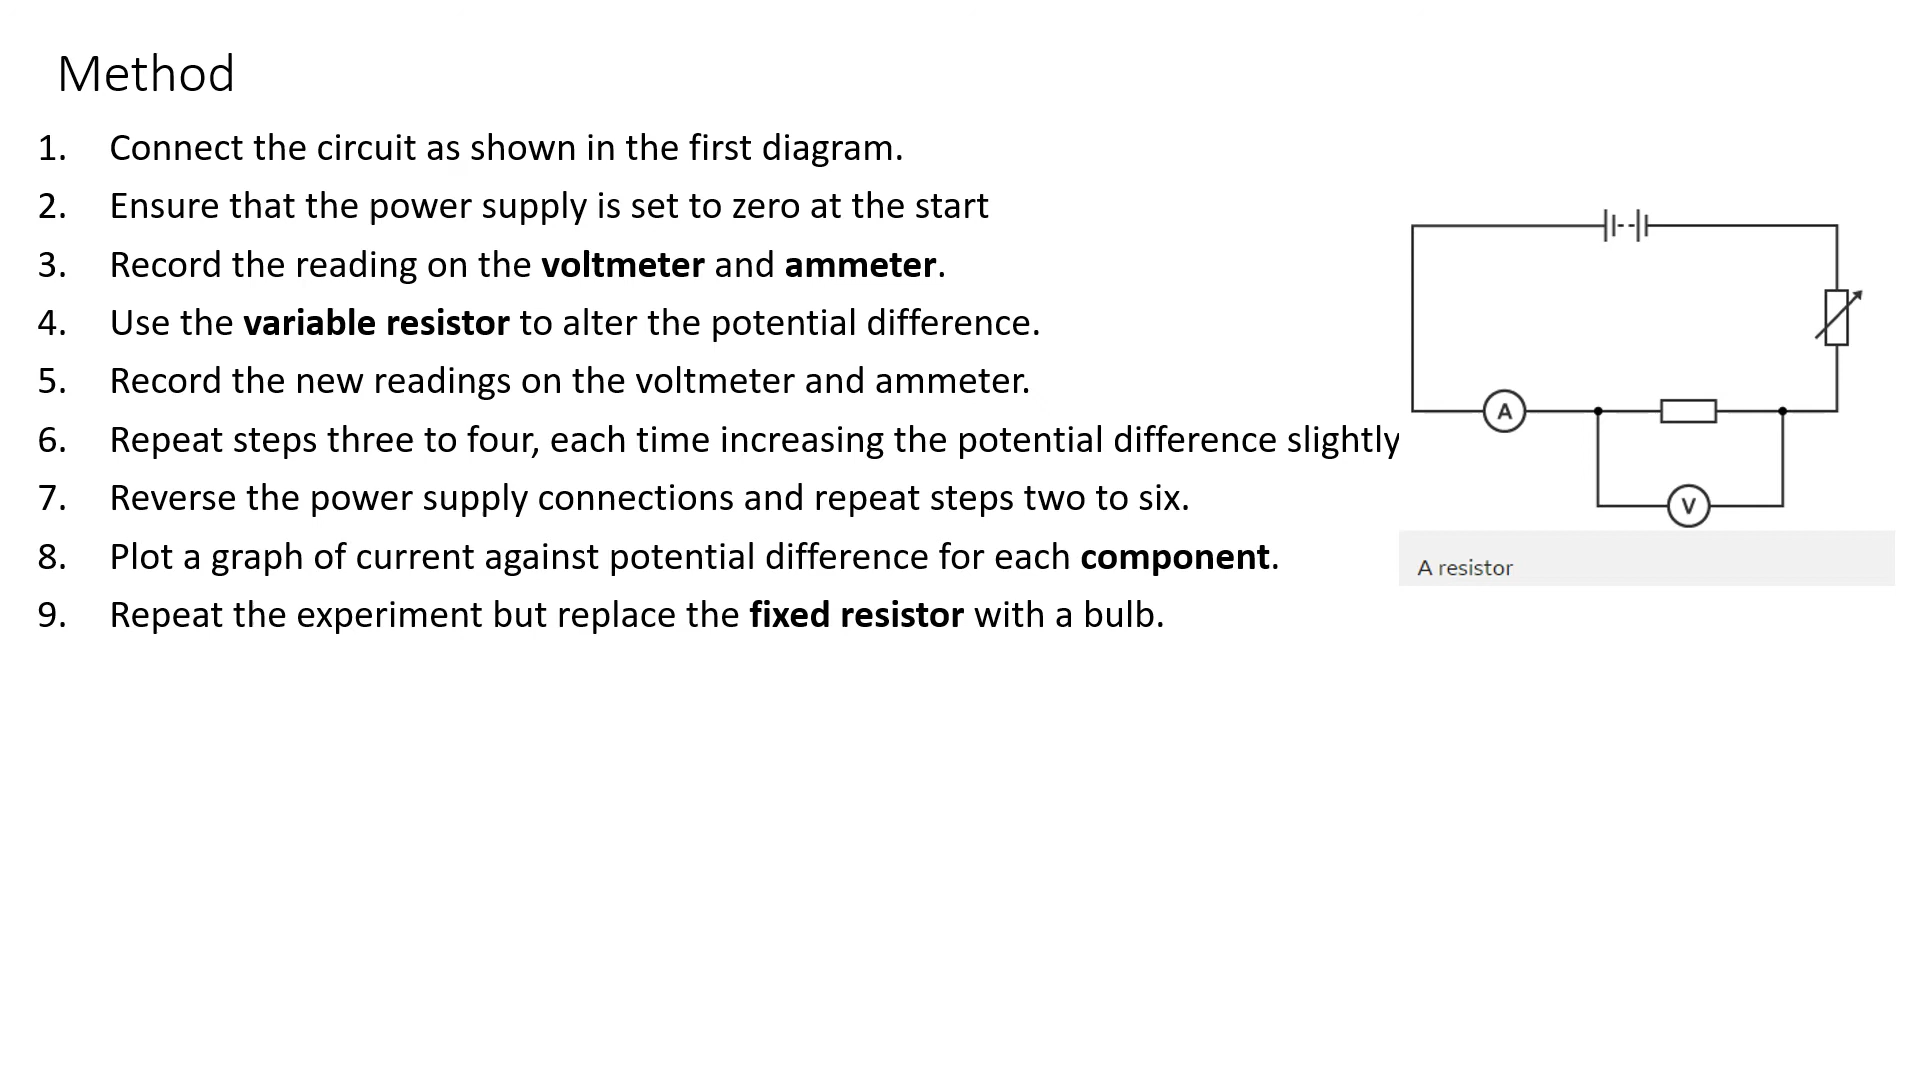 Method
1. Connect the circuit as shown in the first diagram.
2. Ensure that the power supply is set to zero at the start
3. Record the reading on the voltmeter and ammeter.
4. Use the variable resistor to alter the potential difference.
5. Record the new readings on the voltmeter and ammeter.
6. Repeat steps three to four, each time increasing the potential difference slightly
7. Reverse the power supply connections and repeat steps two to six.
8. Plot a graph of current against potential difference for each component.
9. Repeat the experiment but replace the fixed resistor with a bulb.
A
V
A resistor